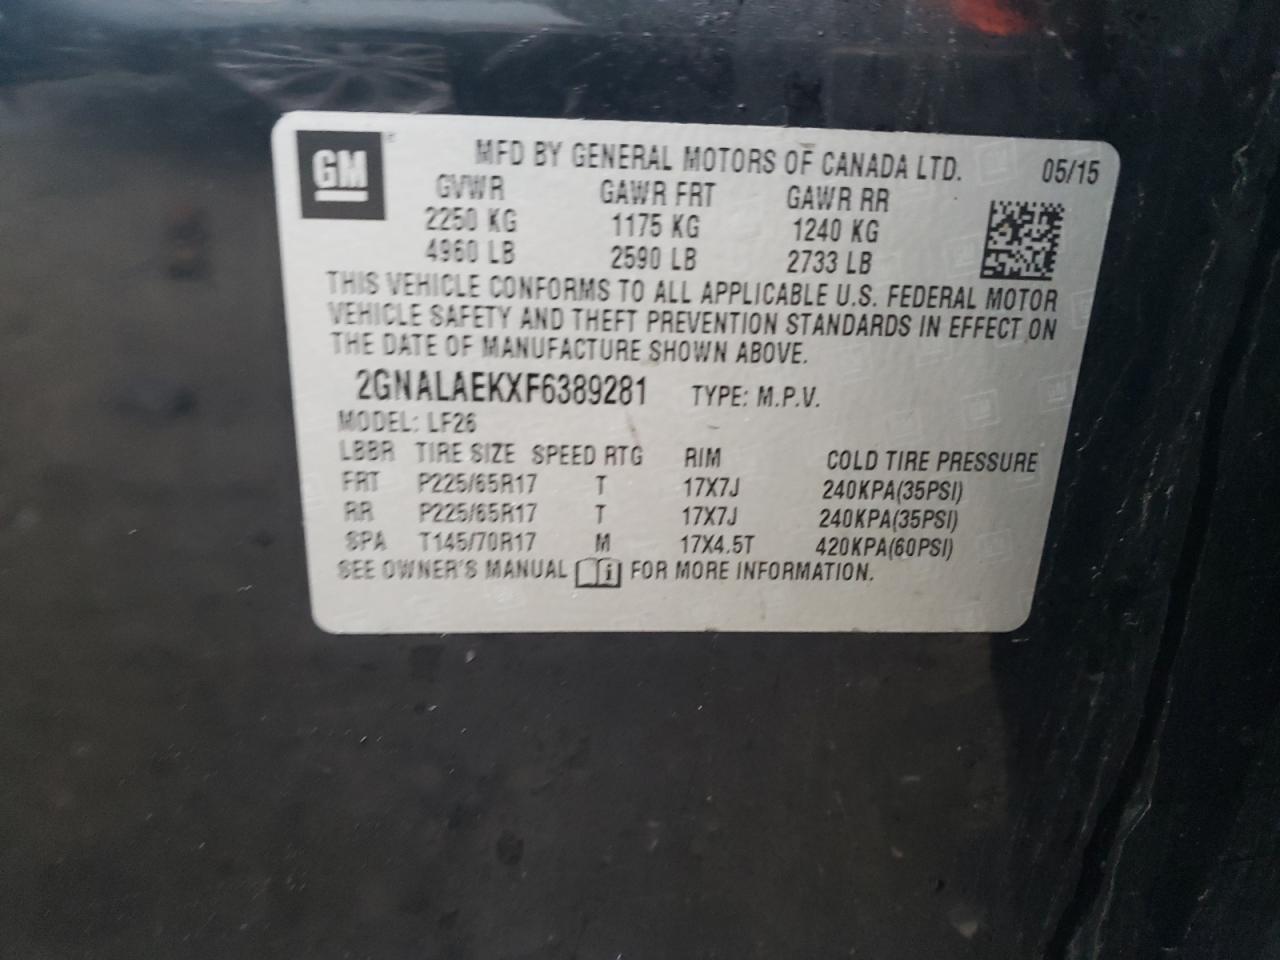 GM
MFD BY GENERAL MOTORS OF CANADA LTD. 05/15
GVWR GAWR FRT GAWR RR
2250 KG 1175 KG 1240 KG
4960 LB 2590 LB 2733 LB
THIS VEHICLE CONFORMS TO ALL APPLICABLE U.S. FEDERAL MOTOR
VEHICLE SAFETY AND THEFT PREVENTION STANDARDS IN EFFECT ON
THE DATE OF MANUFACTURE SHOWN ABOVE.
2GNALAEKXF6389281 TYPE: M.P.V.
MODEL: LF26
LBBR TIRE SIZE SPEED RTG RIM COLD TIRE PRESSURE
FRT P225/65R17 T 17X7J 240KPA(35PSI)
RR P225/65R17 T 17X7J 240KPA(35PSI)
SPA T145/70R17 M 17X4.5T 420KPA(60PSI)
SEE OWNER'S MANUAL i FOR MORE INFORMATION.